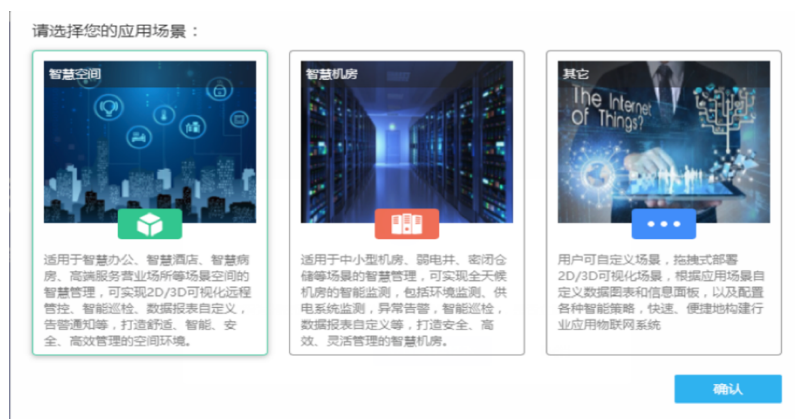 请选择您的应用场景：
智慧空间
适用于智慧办公、智慧酒店、智慧病
房、高端服务营业场所等场景空间的
智慧管理，可实现2D/3D可视化远程
管控、智能巡检、数据报表自定义，
告警通知等，打造舒适、智能、安
全、高效管理的空间环境。
智慧机房
适用于中小型机房、弱电井、密闭仓
储等场景的智慧管理，可实现全天候
机房的智能监测，包括环境监测、供
电系统监测，异常告警，智能巡检，
数据报表自定义等，打造安全、高
效、灵活管理的智慧机房。
其它
The Internet
of Things?
用户可自定义场景，拖拽式部署
2D/3D可视化场景，根据应用场景自
定义数据图表和信息面板，以及配置
各种智能策略，快速、便捷地构建行
业应用物联网系统
确认